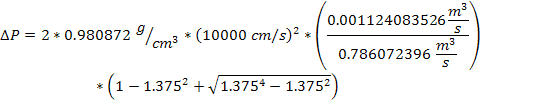 ΔP = 2 * 0.980872 g/cm³ * (10000 cm/s)² * (0.001124083526 m³/s / 0.786072396 m³/s)
* (1 − 1.375² + √(1.375⁴ − 1.375²))